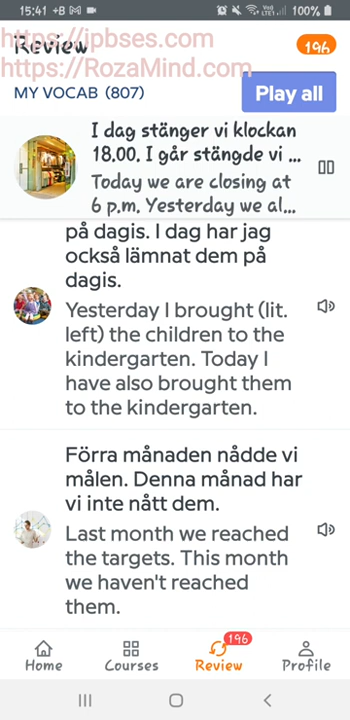 15:41 +B M
100%
Review
https://jpbses.com
196
https://RozaMind.com
MY VOCAB (807)
Play all
I dag stänger vi klockan
18.00. I går stängde vi ...
Today we are closing at
6 p.m. Yesterday we al...
på dagis. I dag har jag
också lämnat dem på
dagis.
Yesterday I brought (lit.
left) the children to the
kindergarten. Today I
have also brought them
to the kindergarten.
Förra månaden nådde vi
målen. Denna månad har
vi inte nått dem.
Last month we reached
the targets. This month
we haven't reached
them.
196
Home Courses Review Profile